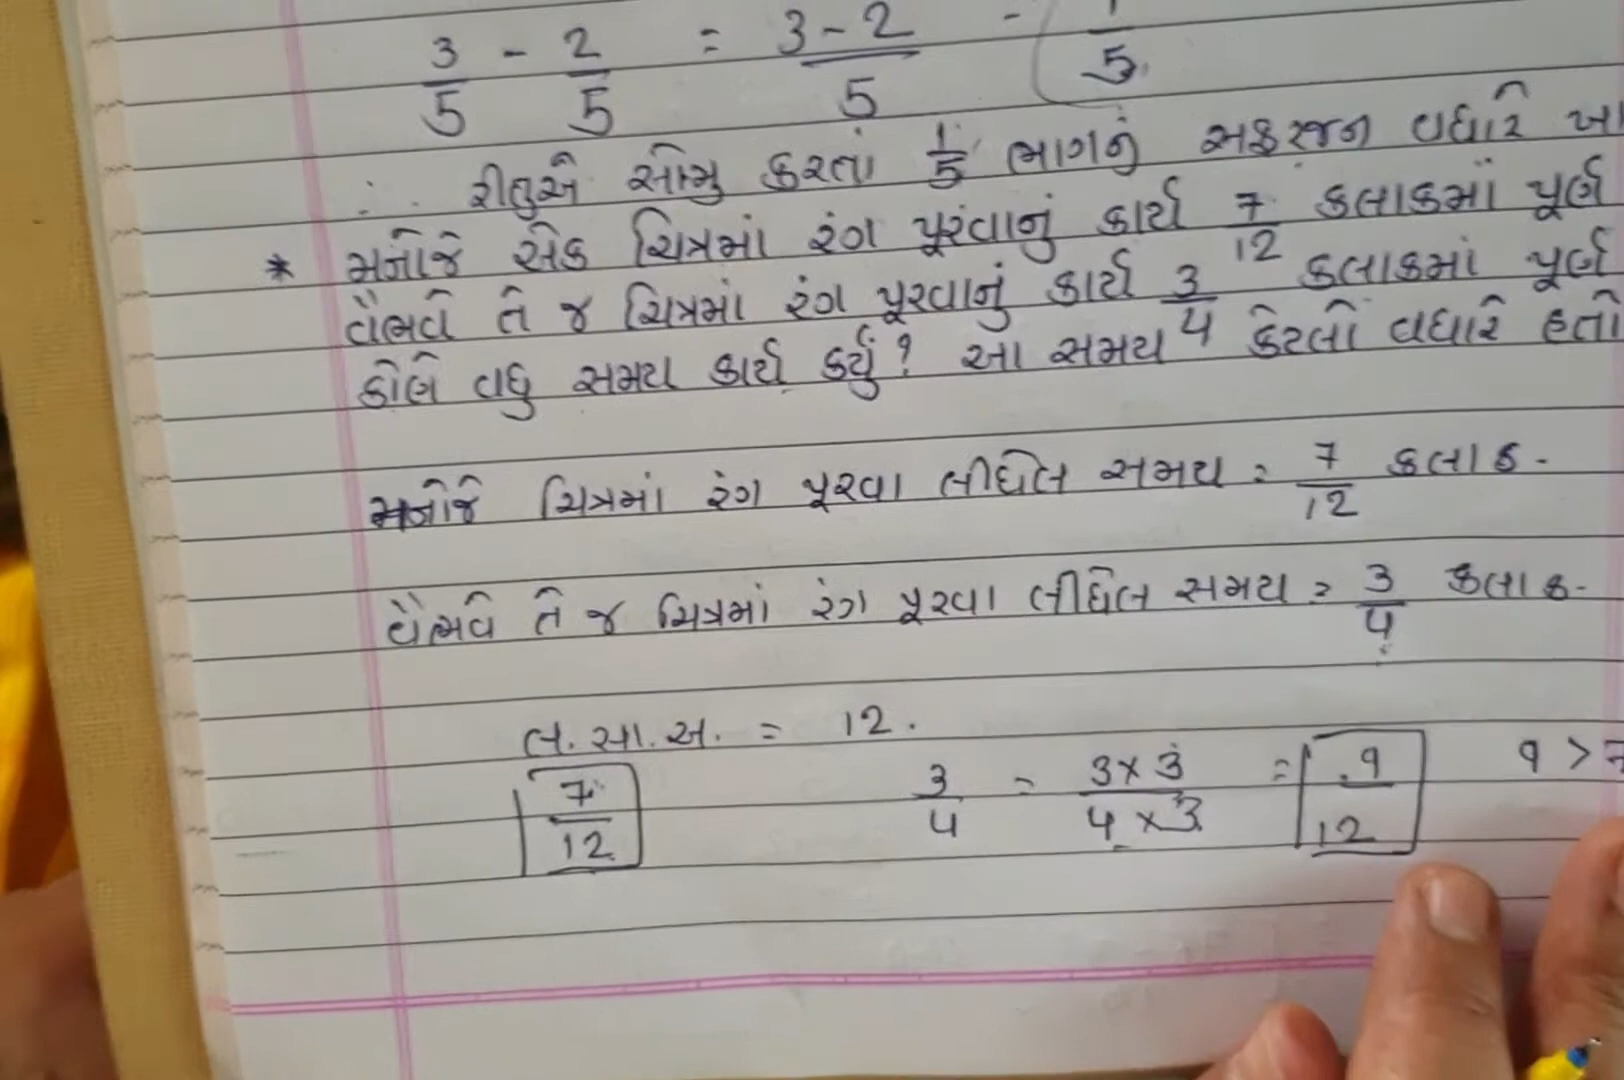 3/5 - 2/5 = 3-2/5 - 1/5
∴ રીતુએ સોમુ કરતાં 1/5 ભાગનું સફરજન વધારે ખા
* મનોજે એક ચિત્રમાં રંગ પૂરવાનું કાર્ય 7/12 કલાકમાં પૂર્ણ
વૈભવે તે જ ચિત્રમાં રંગ પૂરવાનું કાર્ય 3/4 કલાકમાં પૂર્ણ
કોણે વધુ સમય કાર્ય કર્યું? આ સમય કેટલો વધારે હતો
મનોજે ચિત્રમાં રંગ પૂરવા લીધેલ સમય = 7/12 કલાક.
વૈભવે તે જ ચિત્રમાં રંગ પૂરવા લીધેલ સમય = 3/4 કલાક.
લ.સા.અ. = 12.
7/12 3/4 = 3×3/4×3 = 9/12 9 > 7